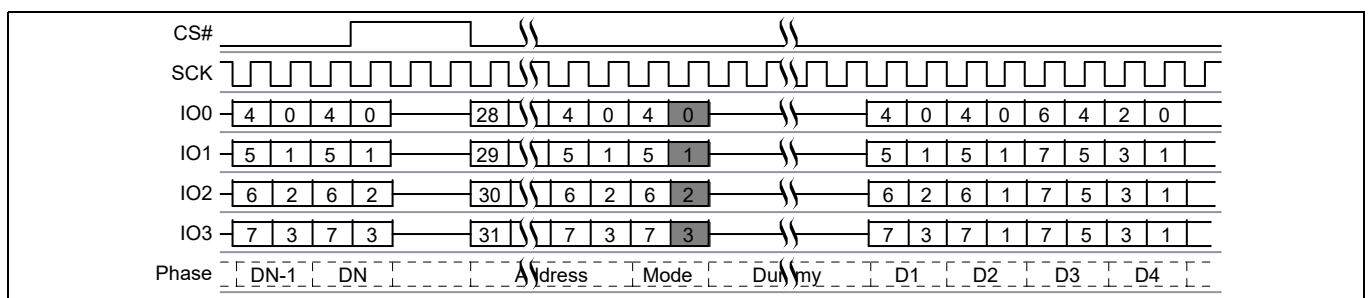 CS#
SCK
IO0 4 0 4 0 28 4 0 4 0 4 0 4 0 6 4 2 0
IO1 5 1 5 1 29 5 1 5 1 5 1 5 1 7 5 3 1
IO2 6 2 6 2 30 6 2 6 2 6 2 6 1 7 5 3 1
IO3 7 3 7 3 31 7 3 7 3 7 3 7 1 7 5 3 1
Phase DN-1 DN Address Mode Dummy D1 D2 D3 D4